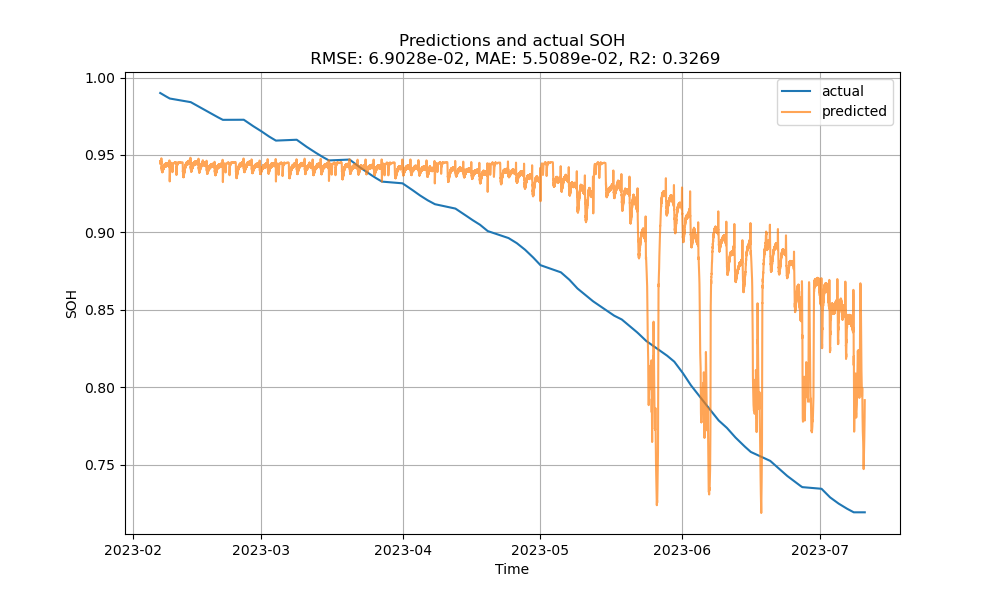 Predictions and actual SOH
RMSE: 6.9028e-02, MAE: 5.5089e-02, R2: 0.3269
actual
predicted
1.00
0.95
0.90
0.85
0.80
0.75
SOH
2023-02
2023-03
2023-04
2023-05
2023-06
2023-07
Time